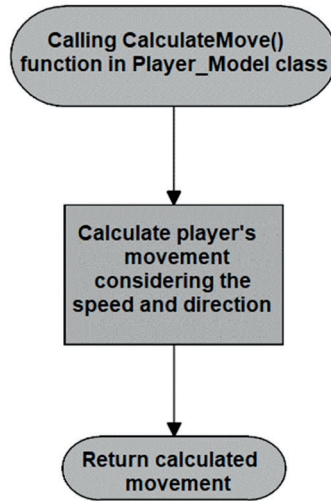 Calling CalculateMove()
function in Player_Model class
Calculate player's
movement
considering the
speed and direction
Return calculated
movement